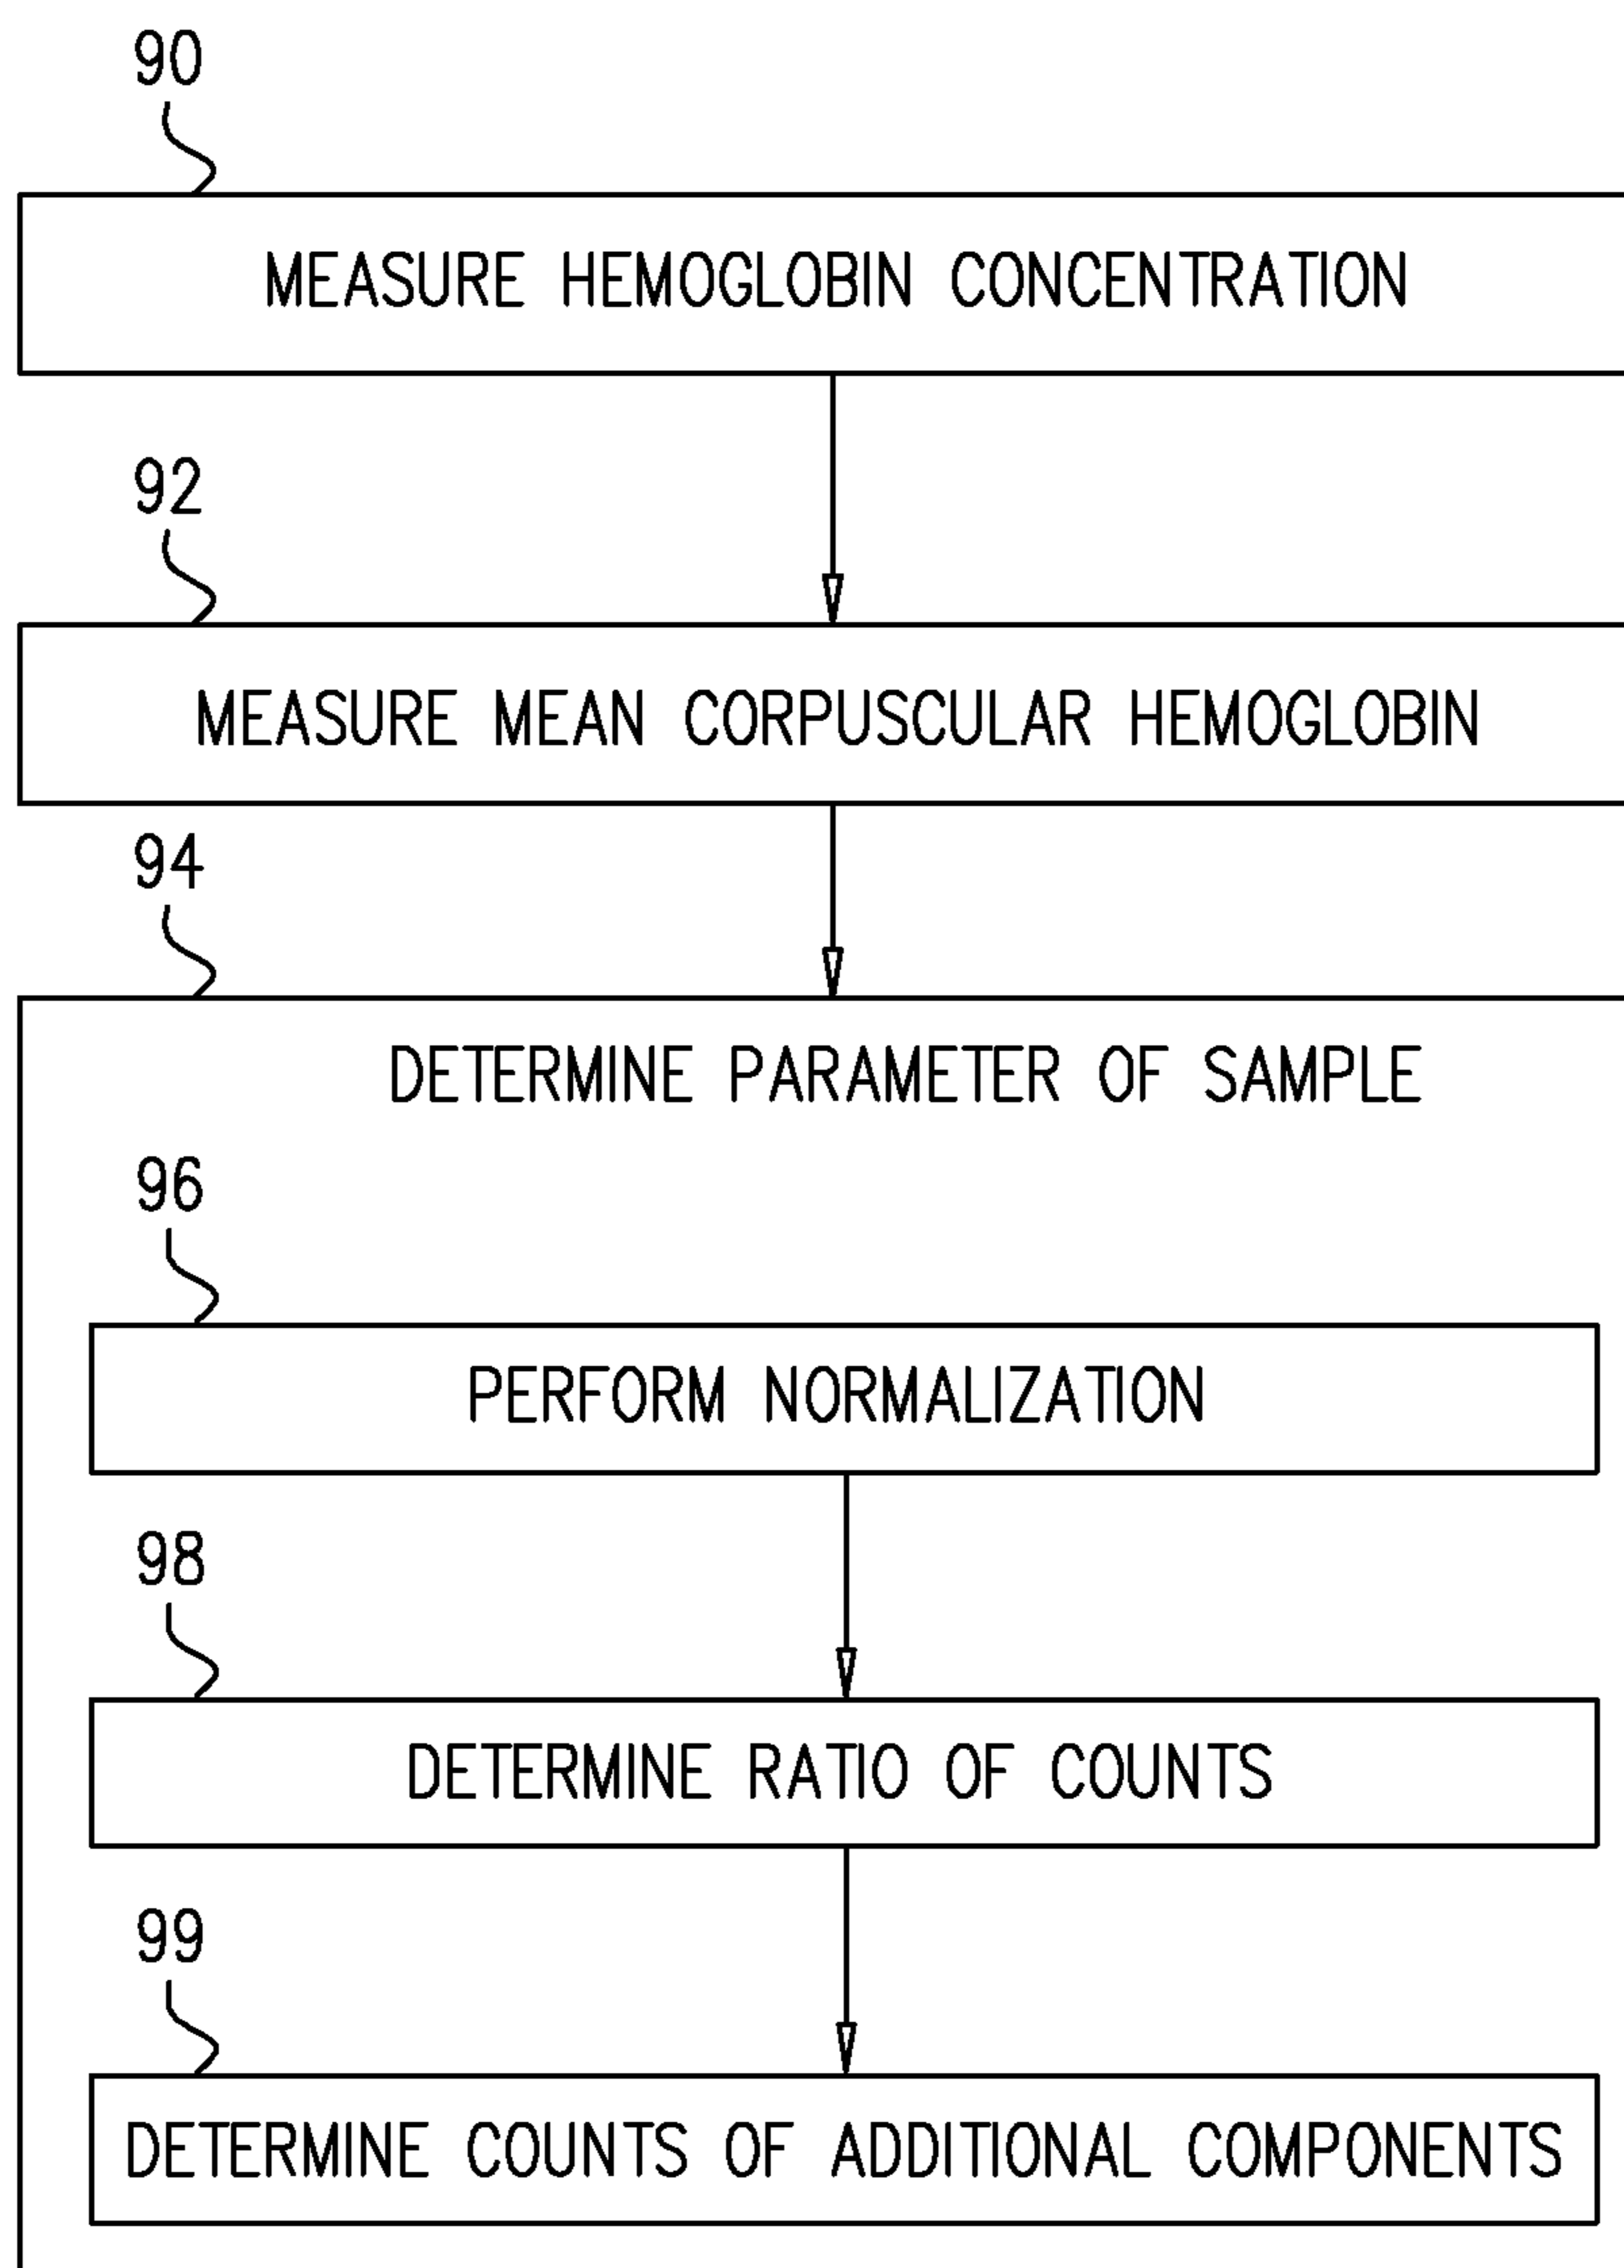 90
MEASURE HEMOGLOBIN CONCENTRATION
92
MEASURE MEAN CORPUSCULAR HEMOGLOBIN
94
DETERMINE PARAMETER OF SAMPLE
96
PERFORM NORMALIZATION
98
DETERMINE RATIO OF COUNTS
99
DETERMINE COUNTS OF ADDITIONAL COMPONENTS